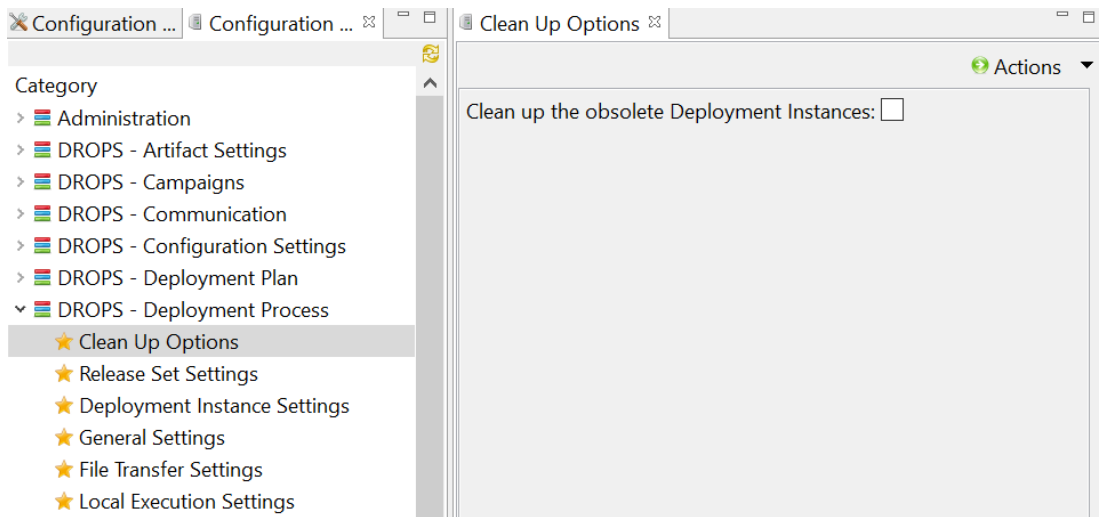 Configuration ...
Configuration ...
Category
Administration
DROPS - Artifact Settings
DROPS - Campaigns
DROPS - Communication
DROPS - Configuration Settings
DROPS - Deployment Plan
DROPS - Deployment Process
Clean Up Options
Release Set Settings
Deployment Instance Settings
General Settings
File Transfer Settings
Local Execution Settings
Clean Up Options
Actions
Clean up the obsolete Deployment Instances: